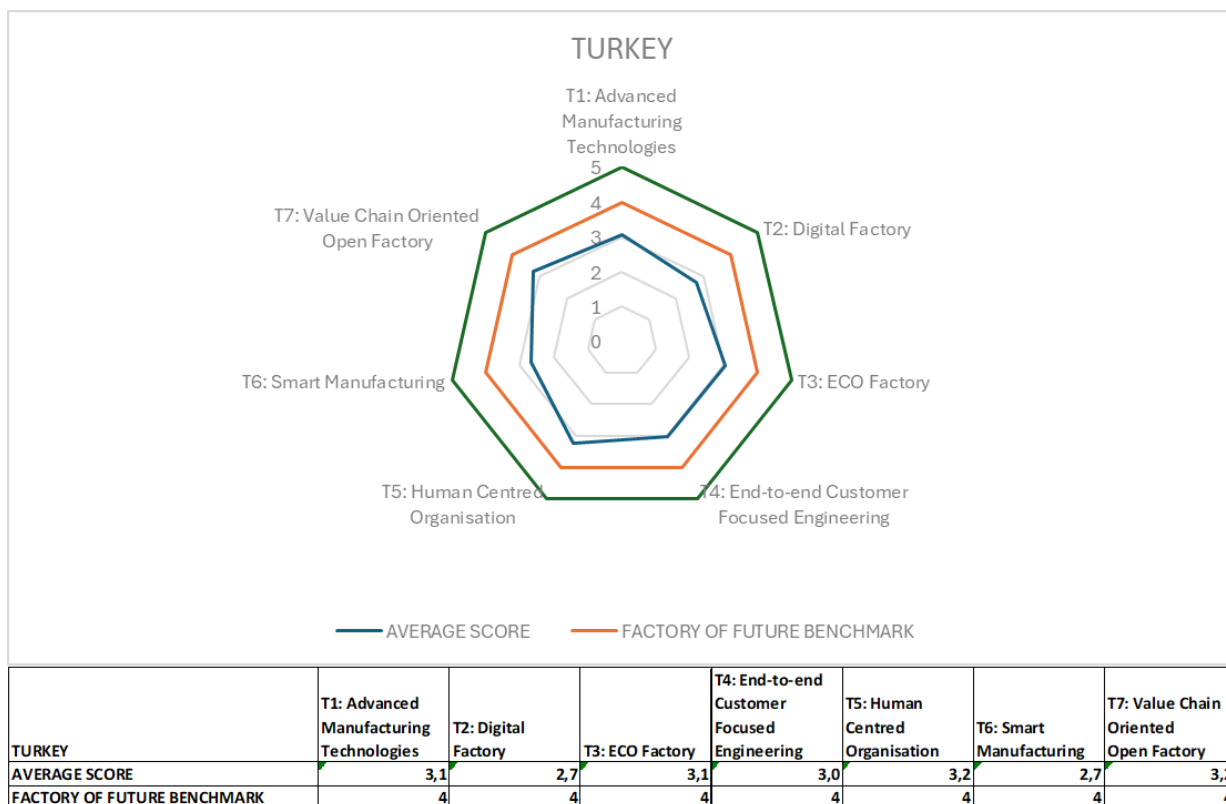 TURKEY
T1: Advanced
Manufacturing
Technologies
5
4
3
2
1
0
T2: Digital Factory
T3: ECO Factory
T4: End-to-end Customer
Focused Engineering
T5: Human Centred
Organisation
T6: Smart Manufacturing
T7: Value Chain Oriented
Open Factory
AVERAGE SCORE
FACTORY OF FUTURE BENCHMARK
TURKEY
T1: Advanced
Manufacturing
Technologies
T2: Digital
Factory
T3: ECO Factory
T4: End-to-end
Customer
Focused
Engineering
T5: Human
Centred
Organisation
T6: Smart
Manufacturing
T7: Value Chain
Oriented
Open Factory
AVERAGE SCORE 3,1 2,7 3,1 3,0 3,2 2,7 3,2
FACTORY OF FUTURE BENCHMARK 4 4 4 4 4 4 4